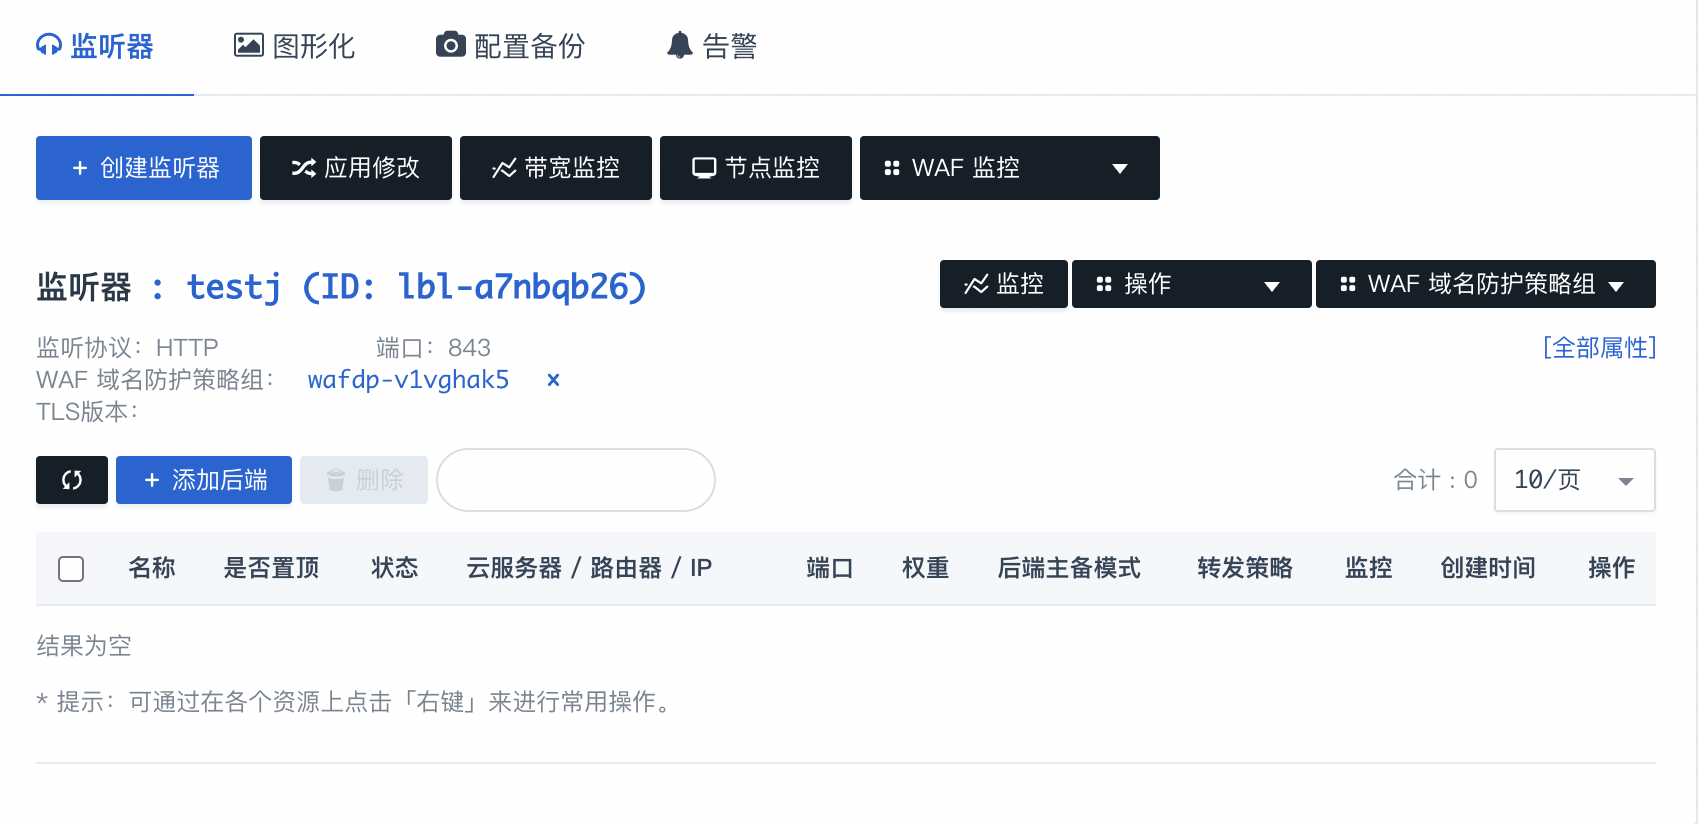 监听器 图形化 配置备份 告警
+ 创建监听器 应用修改 带宽监控 节点监控 WAF 监控
监听器 : testj (ID: lbl-a7nbqb26) 监控 操作 WAF 域名防护策略组
监听协议：HTTP 端口：843 [全部属性]
WAF 域名防护策略组： wafdp-v1vghak5 ×
TLS版本：
+ 添加后端 删除 合计 : 0 10/页
名称 是否置顶 状态 云服务器 / 路由器 / IP 端口 权重 后端主备模式 转发策略 监控 创建时间 操作
结果为空
* 提示：可通过在各个资源上点击「右键」来进行常用操作。